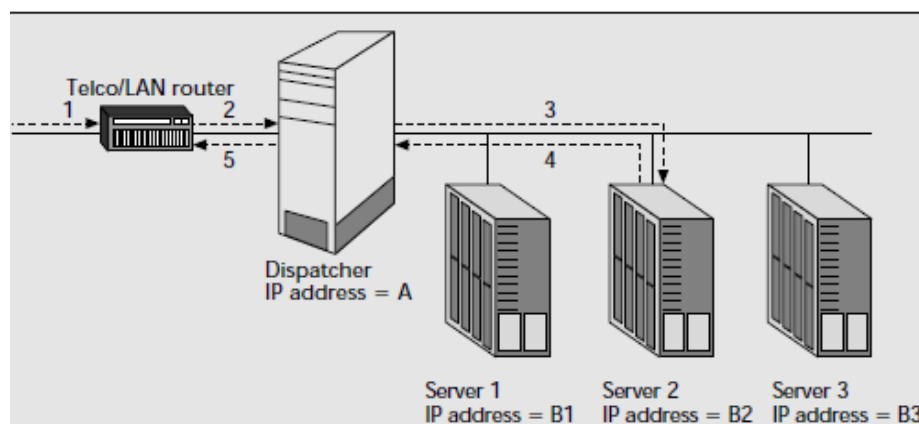 Telco/LAN router
1
2
3
4
5
Dispatcher
IP address = A
Server 1
IP address = B1
Server 2
IP address = B2
Server 3
IP address = B3